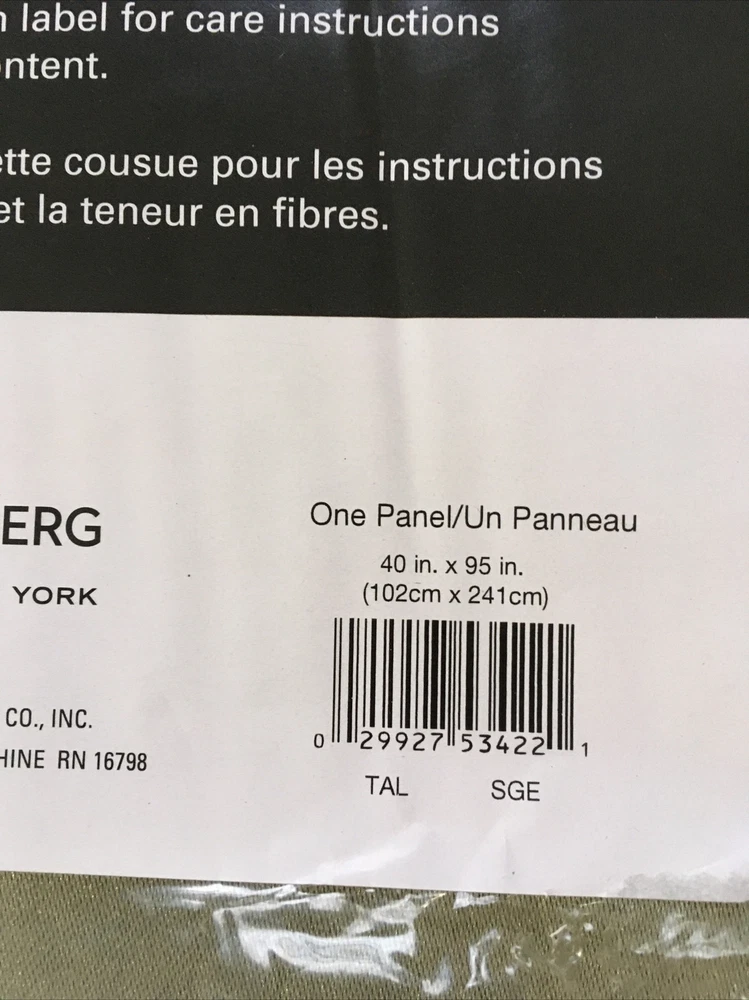 label for care instructions
ette cousue pour les instructions
et la teneur en fibres.
ERG
YORK
CO., INC.
HINE RN 16798
One Panel/Un Panneau
40 in. x 95 in.
(102cm x 241cm)
0 29927 53422 1
TAL SGE